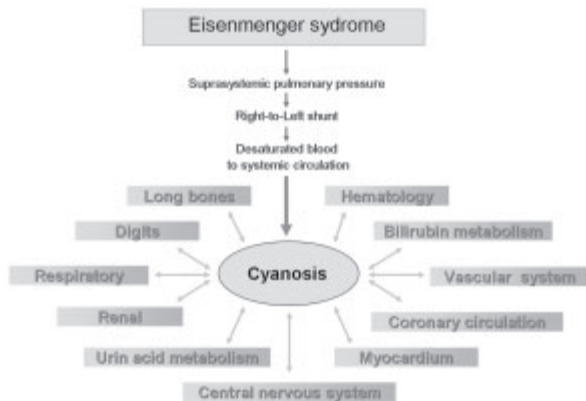 Eisenmenger sydrome
Suprasystemic pulmonary pressure
Right-to-Left shunt
Desaturated blood
to systemic circulation
Long bones
Hematology
Digits
Bilirubin metabolism
Respiratory
Cyanosis
Vascular system
Renal
Coronary circulation
Urin acid metabolism
Myocardium
Central nervous system